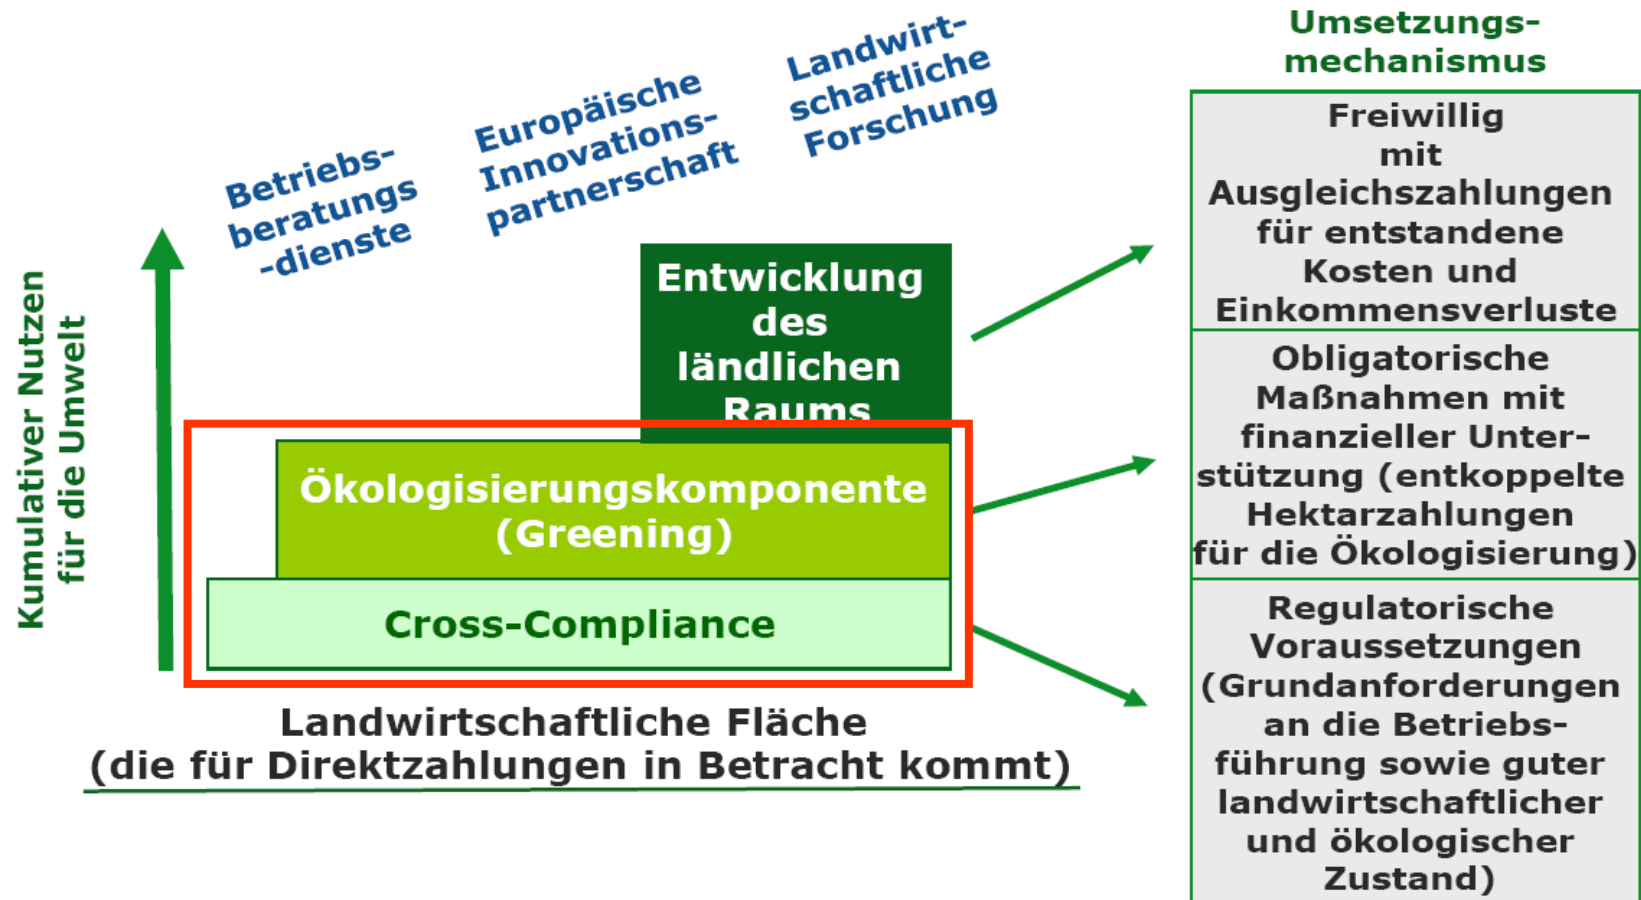 Betriebs-
beratungs
-dienste
Europäische
Innovations-
partnerschaft
Landwirt-
schaftliche
Forschung
Kumulativer Nutzen
für die Umwelt
Entwicklung
des
ländlichen
Raums
Ökologisierungskomponente
(Greening)
Cross-Compliance
Landwirtschaftliche Fläche
(die für Direktzahlungen in Betracht kommt)
Umsetzungs-
mechanismus
Freiwillig
mit
Ausgleichszahlungen
für entstandene
Kosten und
Einkommensverluste
Obligatorische
Maßnahmen mit
finanzieller Unter-
stützung (entkoppelte
Hektarzahlungen
für die Ökologisierung)
Regulatorische
Voraussetzungen
(Grundanforderungen
an die Betriebs-
führung sowie guter
landwirtschaftlicher
und ökologischer
Zustand)